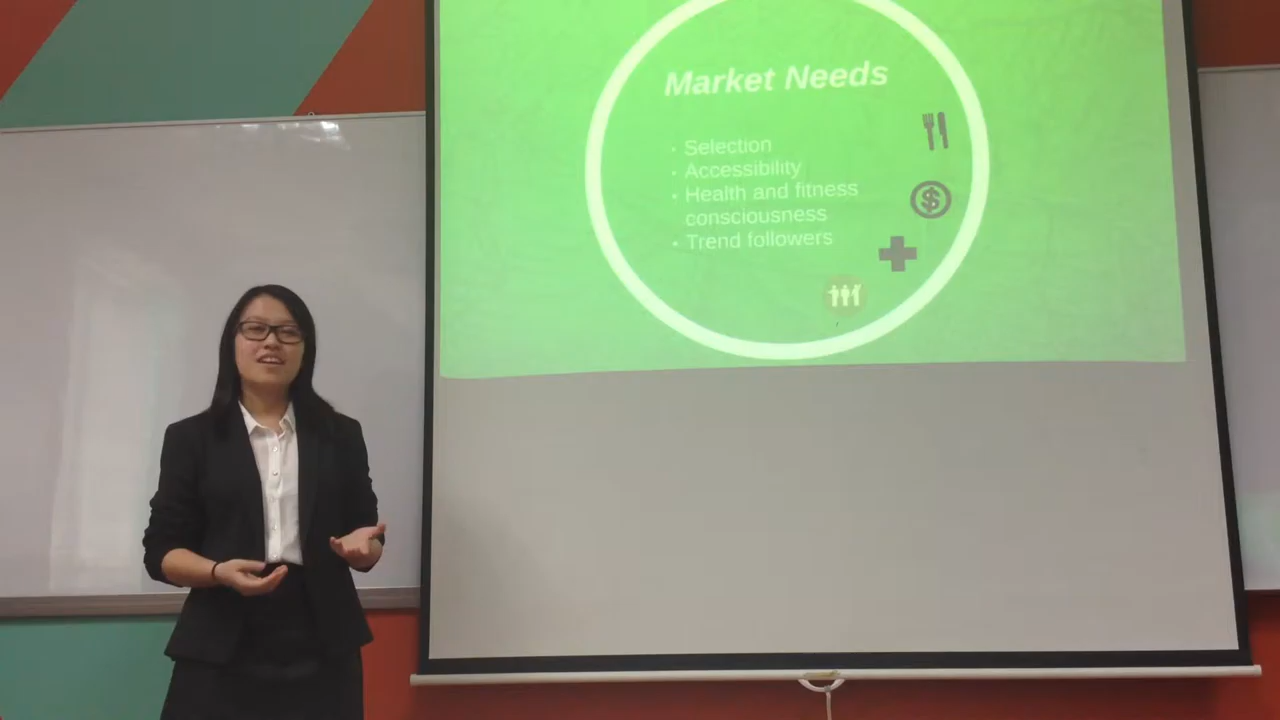 Market Needs
• Selection
• Accessibility
• Health and fitness
consciousness
• Trend followers